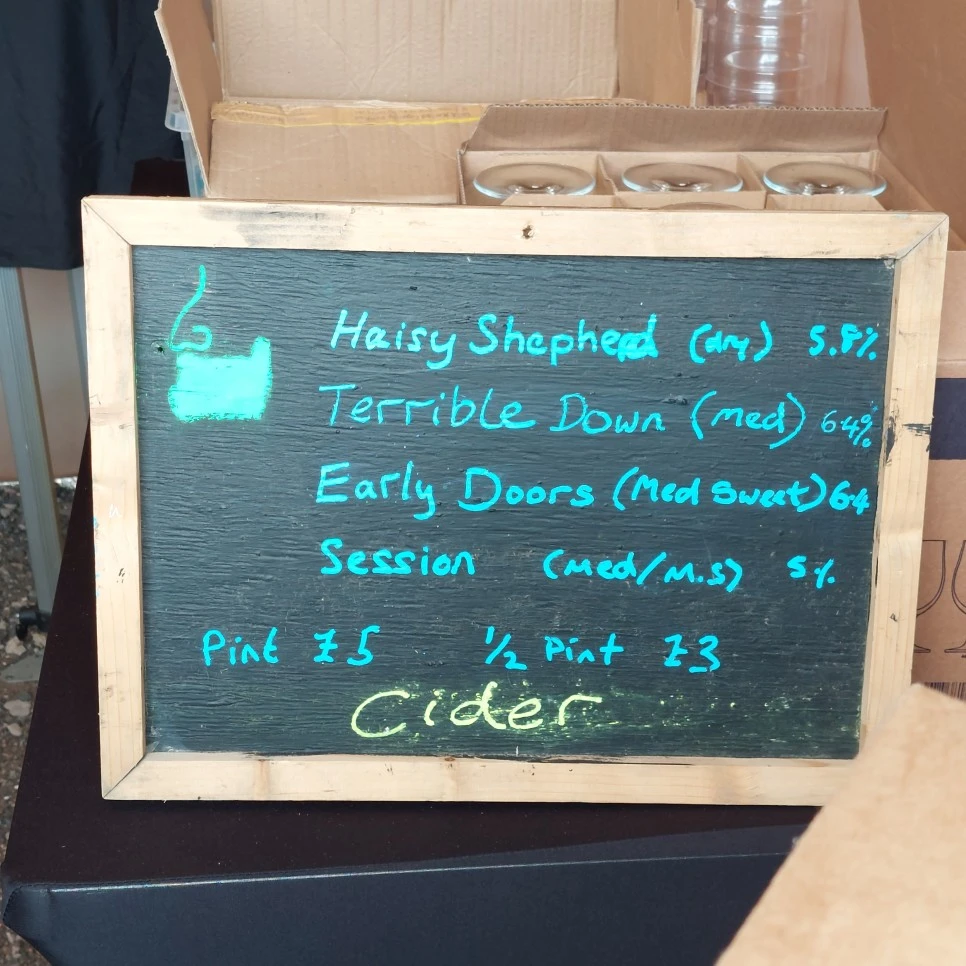 Haisy Shepherd (dry) 5.8%
Terrible Down (Med) 6.4%
Early Doors (Med Sweet) 6.4
Session (Med/M.S) 5%
Pint £5 1/2 Pint £3
Cider